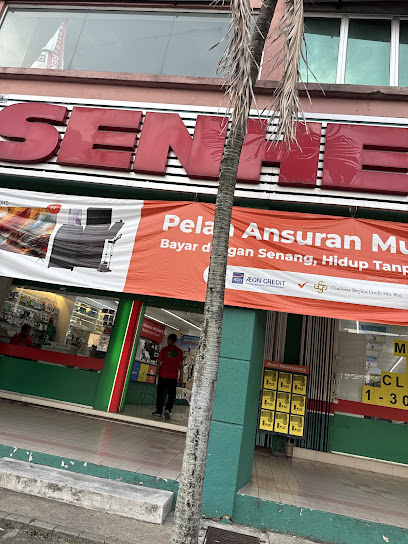 SENHE
Pelan Ansuran Mu
Bayar dengan Senang, Hidup Tanp
AEON CREDIT
Chailease Berjaya Credit Sdn. Bhd.
M
CL
1-30